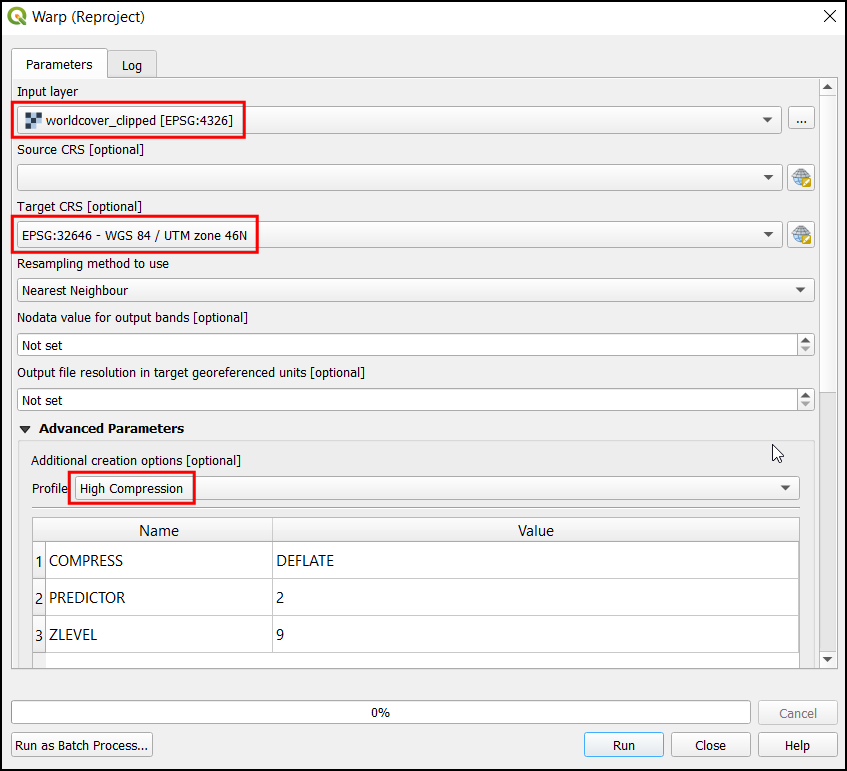 Warp (Reproject)
Parameters
Log
Input layer
worldcover_clipped [EPSG:4326]
...
Source CRS [optional]
Target CRS [optional]
EPSG:32646 - WGS 84 / UTM zone 46N
Resampling method to use
Nearest Neighbour
Nodata value for output bands [optional]
Not set
Output file resolution in target georeferenced units [optional]
Not set
Advanced Parameters
Additional creation options [optional]
Profile High Compression
Name Value
1 COMPRESS DEFLATE
2 PREDICTOR 2
3 ZLEVEL 9
0%
Cancel
Run as Batch Process...
Run
Close
Help